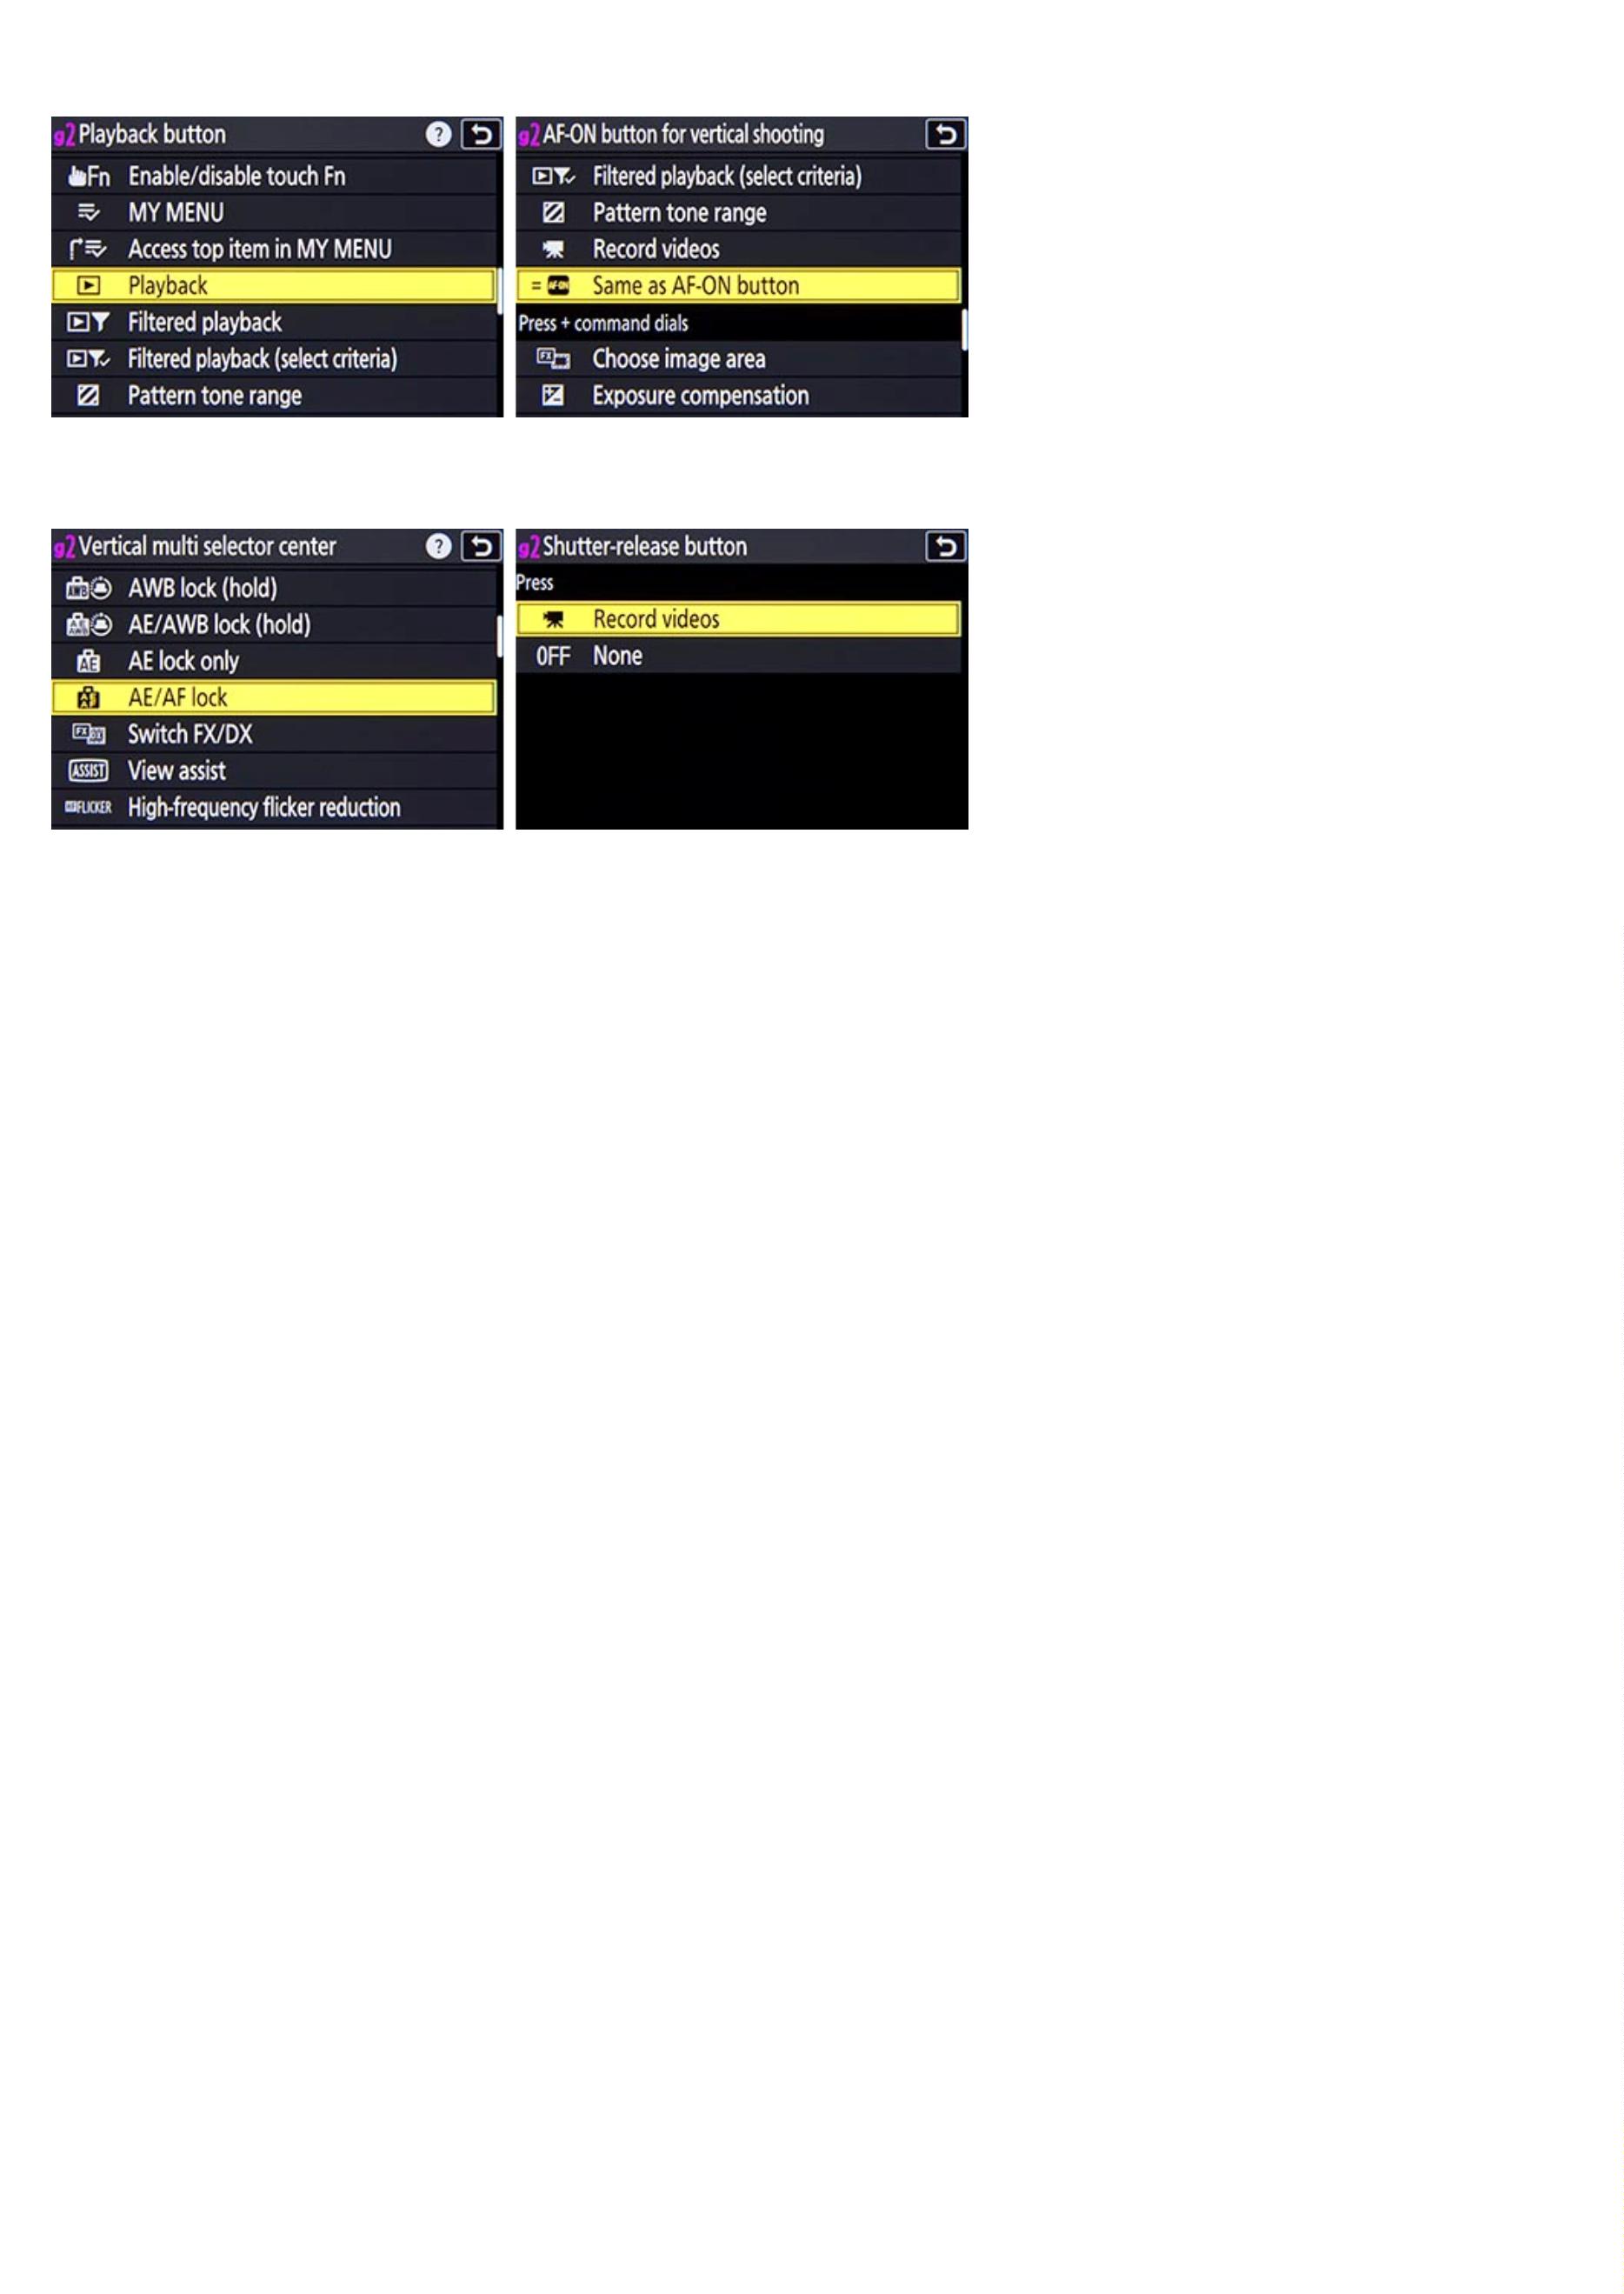 g2 Playback button ?
Fn Enable/disable touch Fn
MY MENU
Access top item in MY MENU
Playback
Filtered playback
Filtered playback (select criteria)
Pattern tone range
g2 AF-ON button for vertical shooting
Filtered playback (select criteria)
Pattern tone range
Record videos
= AF-ON Same as AF-ON button
Press + command dials
FX Choose image area
Exposure compensation
g2 Vertical multi selector center ?
AWB AWB lock (hold)
AE/AWB lock (hold)
AE AE lock only
AE/AF lock
FX DX Switch FX/DX
ASSIST View assist
FLICKER High-frequency flicker reduction
g2 Shutter-release button
Press
Record videos
OFF None